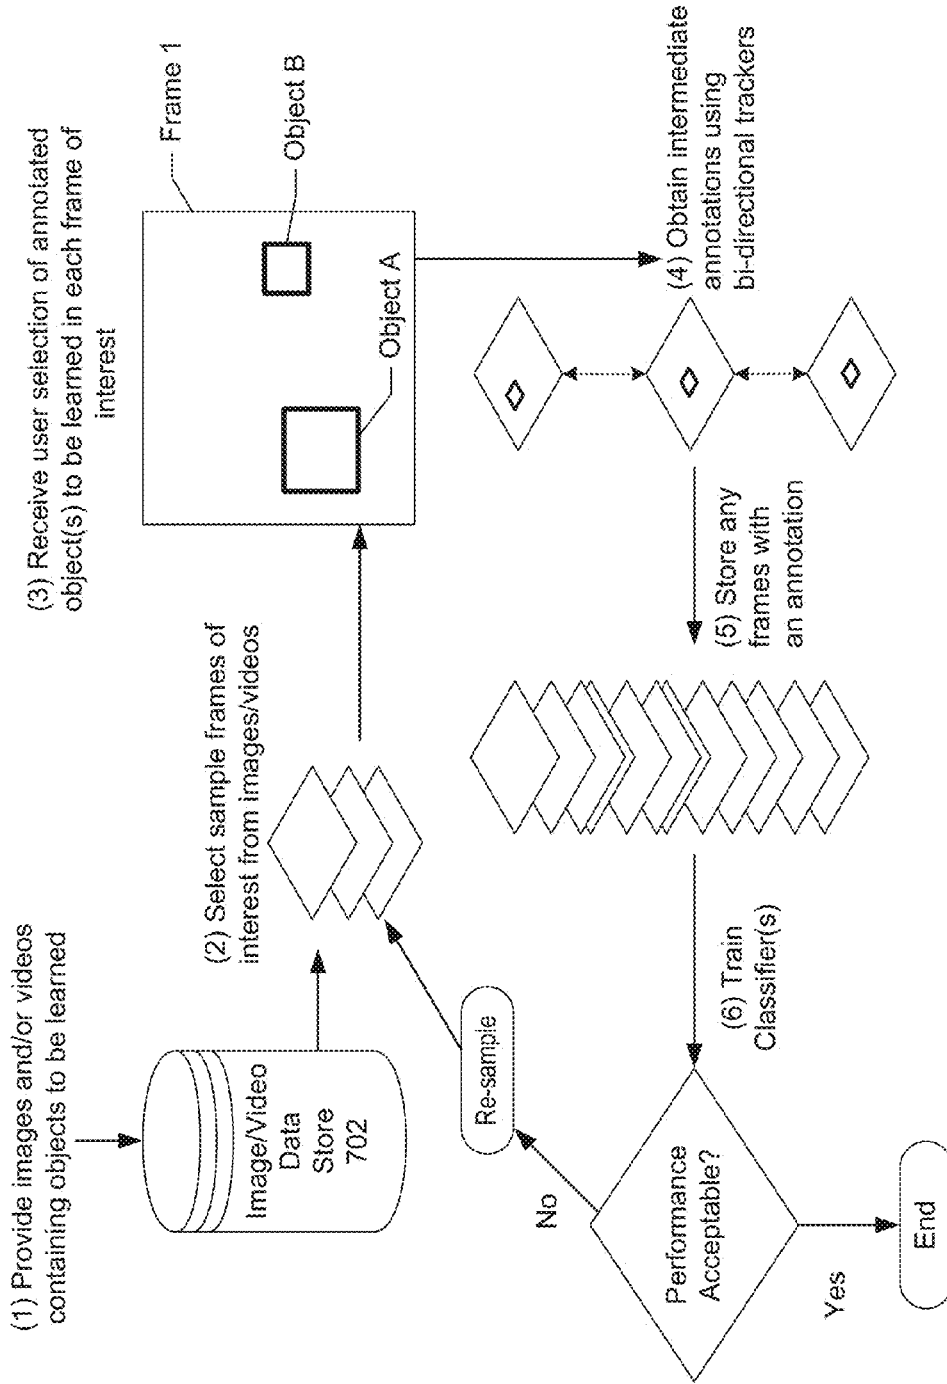 (1) Provide images and/or videos
containing objects to be learned
Image/Video
Data
Store
702
(2) Select sample frames of
interest from images/videos
(3) Receive user selection of annotated
object(s) to be learned in each frame of
interest
Frame 1
Object B
Object A
(4) Obtain intermediate
annotations using
bi-directional trackers
(5) Store any
frames with
an annotation
(6) Train
Classifier(s)
Performance
Acceptable?
No
Re-sample
Yes
End